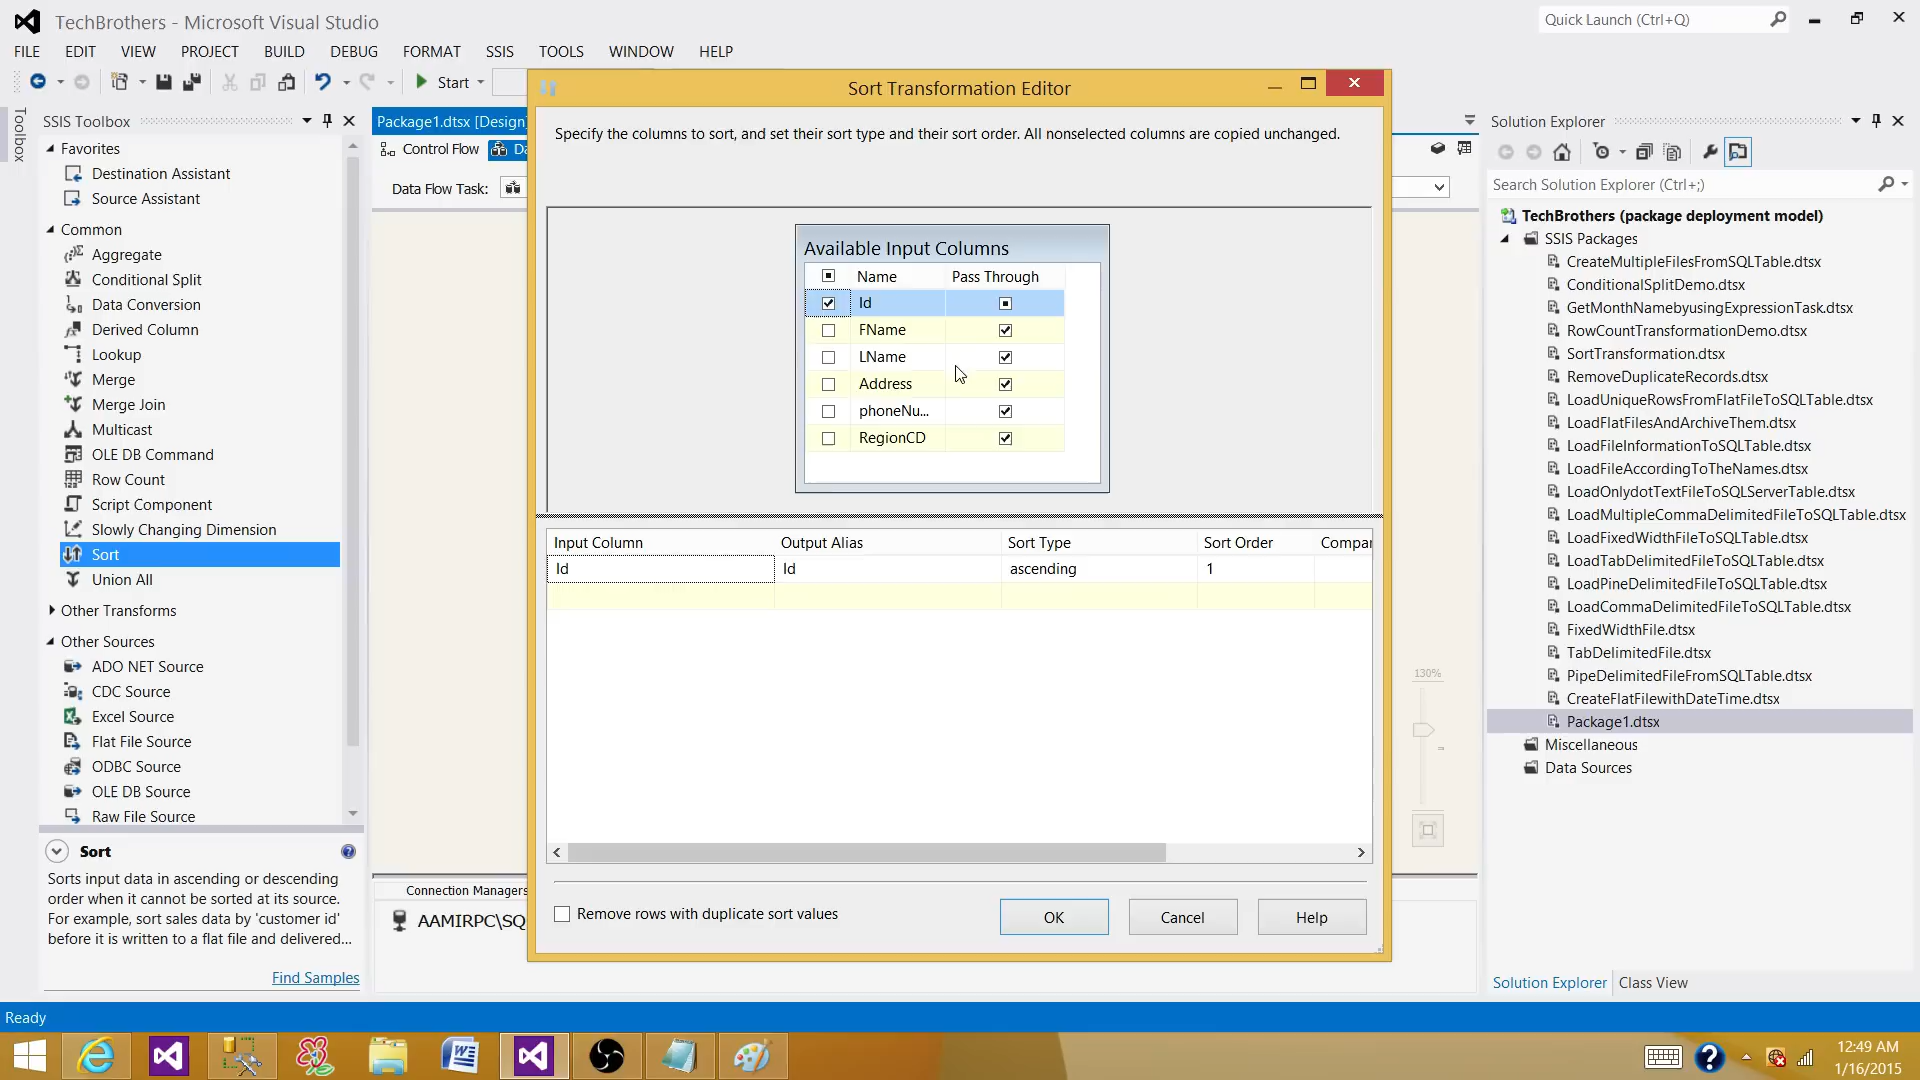 TechBrothers - Microsoft Visual Studio
Quick Launch (Ctrl+Q)
FILE EDIT VIEW PROJECT BUILD DEBUG FORMAT SSIS TOOLS WINDOW HELP
Start
Toolbox
SSIS Toolbox
Favorites
Destination Assistant
Source Assistant
Common
Aggregate
Conditional Split
Data Conversion
Derived Column
Lookup
Merge
Merge Join
Multicast
OLE DB Command
Row Count
Script Component
Slowly Changing Dimension
Sort
Union All
Other Transforms
Other Sources
ADO NET Source
CDC Source
Excel Source
Flat File Source
ODBC Source
OLE DB Source
Raw File Source
Sort
Sorts input data in ascending or descending
order when it cannot be sorted at its source.
For example, sort sales data by 'customer id'
before it is written to a flat file and delivered...
Find Samples
Package1.dtsx [Design]
Control Flow
Da
Data Flow Task:
130%
Connection Managers
AAMIRPC\SQ
Sort Transformation Editor
Specify the columns to sort, and set their sort type and their sort order. All nonselected columns are copied unchanged.
Available Input Columns
Name Pass Through
Id
FName
LName
Address
phoneNu...
RegionCD
Input Column Output Alias Sort Type Sort Order Compar
Id Id ascending 1
Remove rows with duplicate sort values
OK Cancel Help
Solution Explorer
Search Solution Explorer (Ctrl+;)
TechBrothers (package deployment model)
SSIS Packages
CreateMultipleFilesFromSQLTable.dtsx
ConditionalSplitDemo.dtsx
GetMonthNamebyusingExpressionTask.dtsx
RowCountTransformationDemo.dtsx
SortTransformation.dtsx
RemoveDuplicateRecords.dtsx
LoadUniqueRowsFromFlatFileToSQLTable.dtsx
LoadFlatFilesAndArchiveThem.dtsx
LoadFileInformationToSQLTable.dtsx
LoadFileAccordingToTheNames.dtsx
LoadOnlydotTextFileToSQLServerTable.dtsx
LoadMultipleCommaDelimitedFileToSQLTable.dtsx
LoadFixedWidthFileToSQLTable.dtsx
LoadTabDelimitedFileToSQLTable.dtsx
LoadPineDelimitedFileToSQLTable.dtsx
LoadCommaDelimitedFileToSQLTable.dtsx
FixedWidthFile.dtsx
TabDelimitedFile.dtsx
PipeDelimitedFileFromSQLTable.dtsx
CreateFlatFilewithDateTime.dtsx
Package1.dtsx
Miscellaneous
Data Sources
Solution Explorer Class View
Ready
12:49 AM
1/16/2015